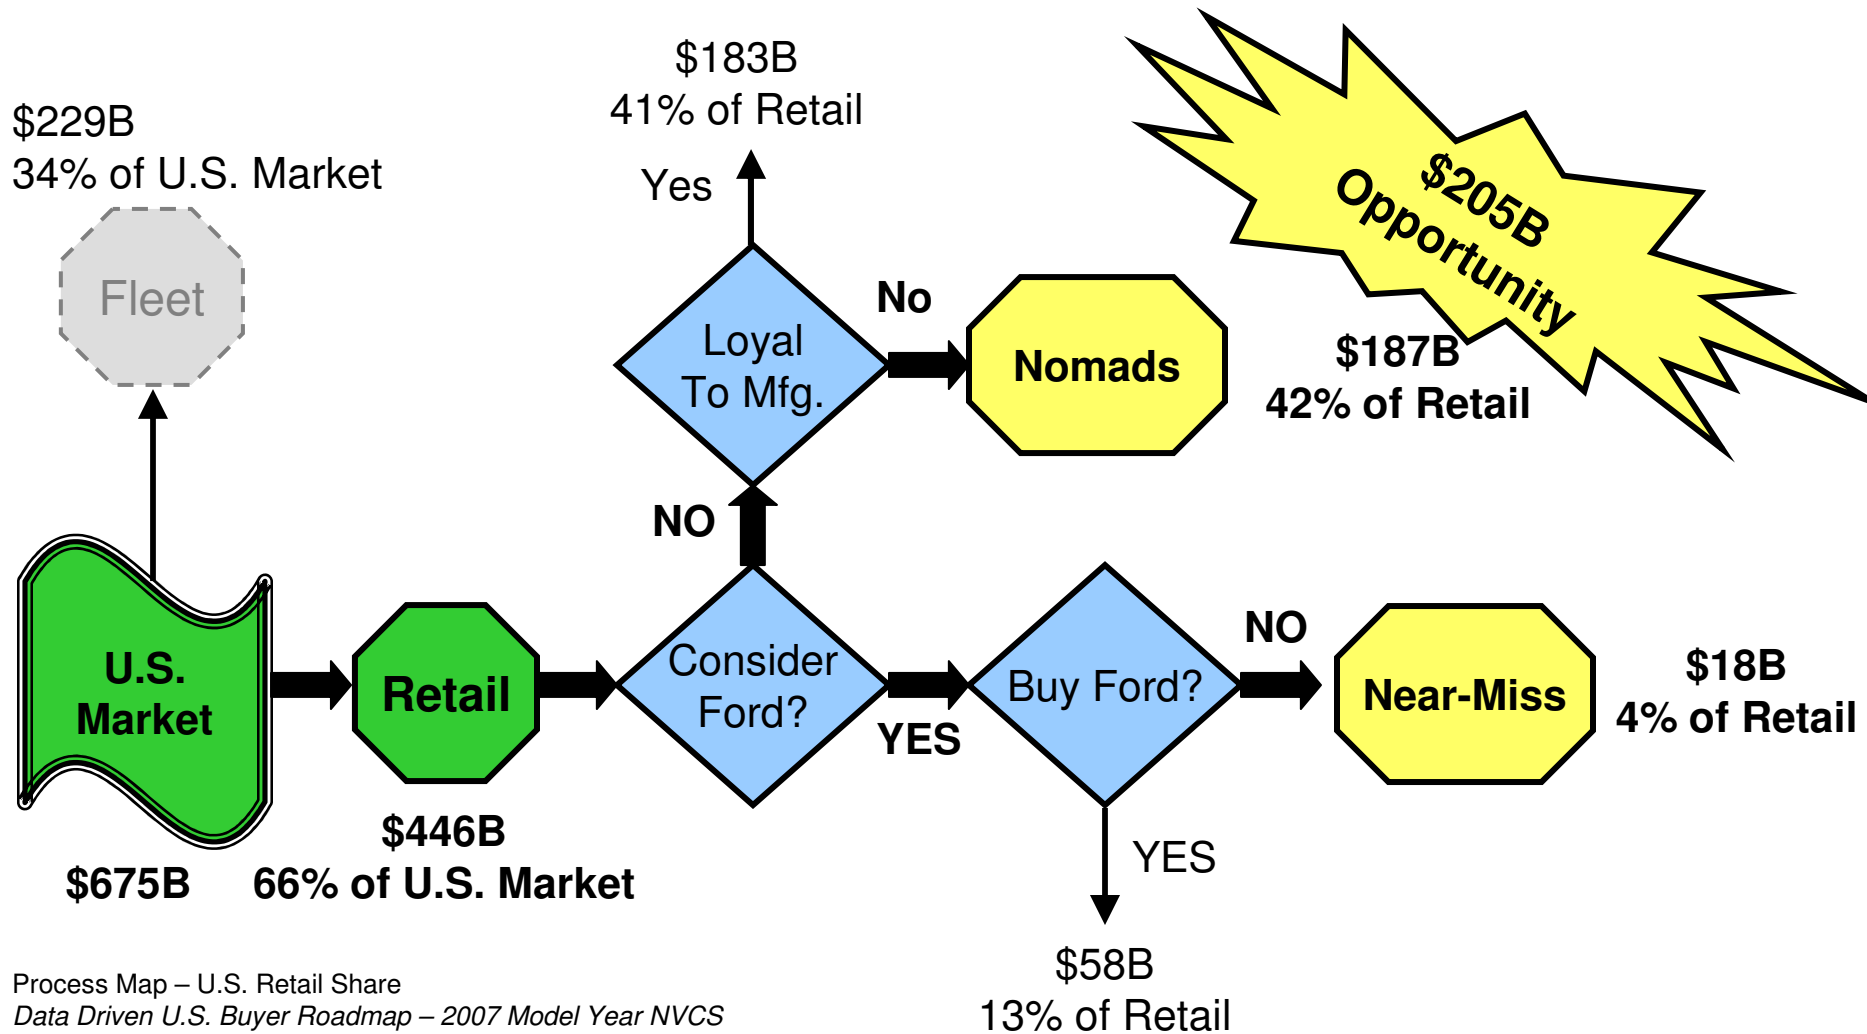 $183B
41% of Retail
$229B
34% of U.S. Market
Yes
Fleet
$205B
Opportunity
Loyal
To Mfg.
No
Nomads
$187B
42% of Retail
NO
U.S.
Market
Retail
Consider
Ford?
YES
Buy Ford?
NO
Near-Miss
$18B
4% of Retail
$675B
$446B
66% of U.S. Market
YES
$58B
13% of Retail
Process Map – U.S. Retail Share
Data Driven U.S. Buyer Roadmap – 2007 Model Year NVCS